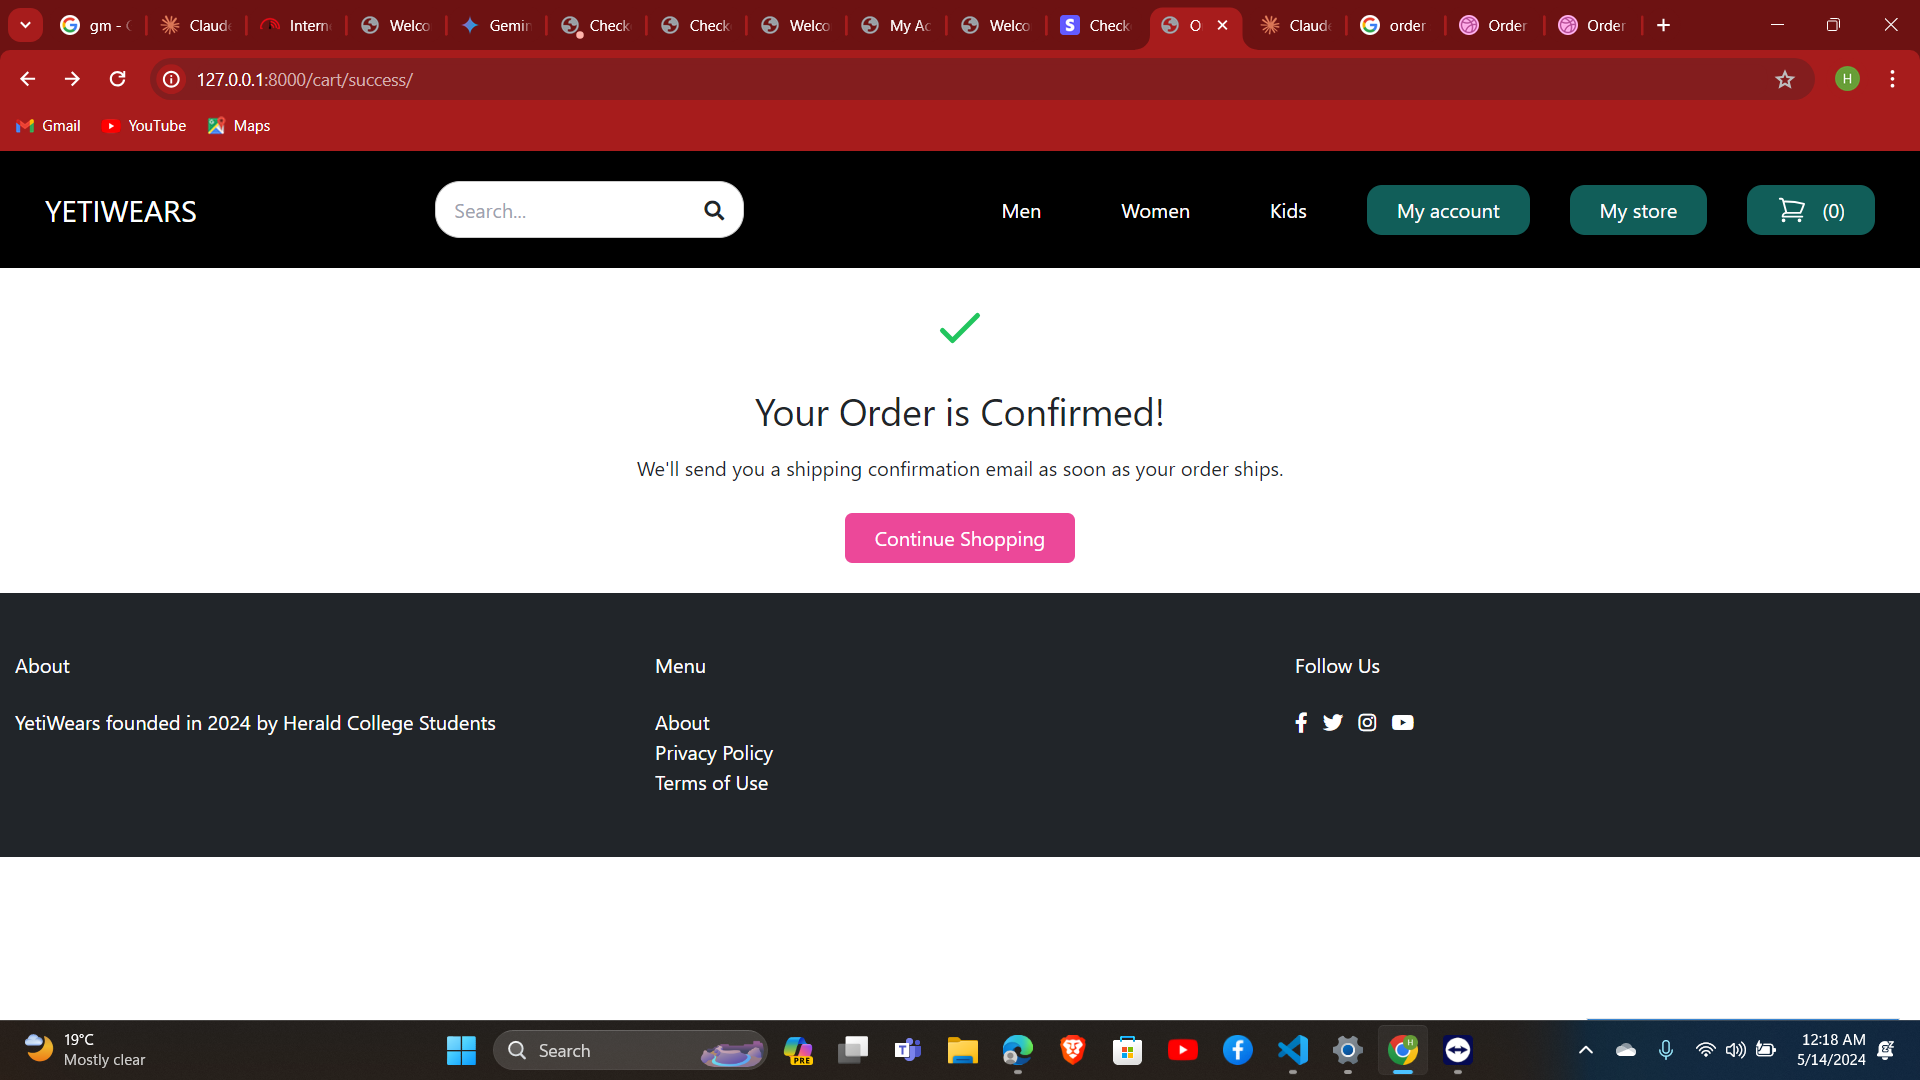 gm - G
Claude
Intern
Welco
Gemin
Check
Check
Welco
My Ac
Welco
Check
O
Claude
order
Order
Order
127.0.0.1:8000/cart/success/
H
Gmail
YouTube
Maps
YETIWEARS
Search...
Men
Women
Kids
My account
My store
(0)
Your Order is Confirmed!
We'll send you a shipping confirmation email as soon as your order ships.
Continue Shopping
About
Menu
Follow Us
YetiWears founded in 2024 by Herald College Students
About
Privacy Policy
Terms of Use
19°C
Mostly clear
Search
PRE
12:18 AM
5/14/2024